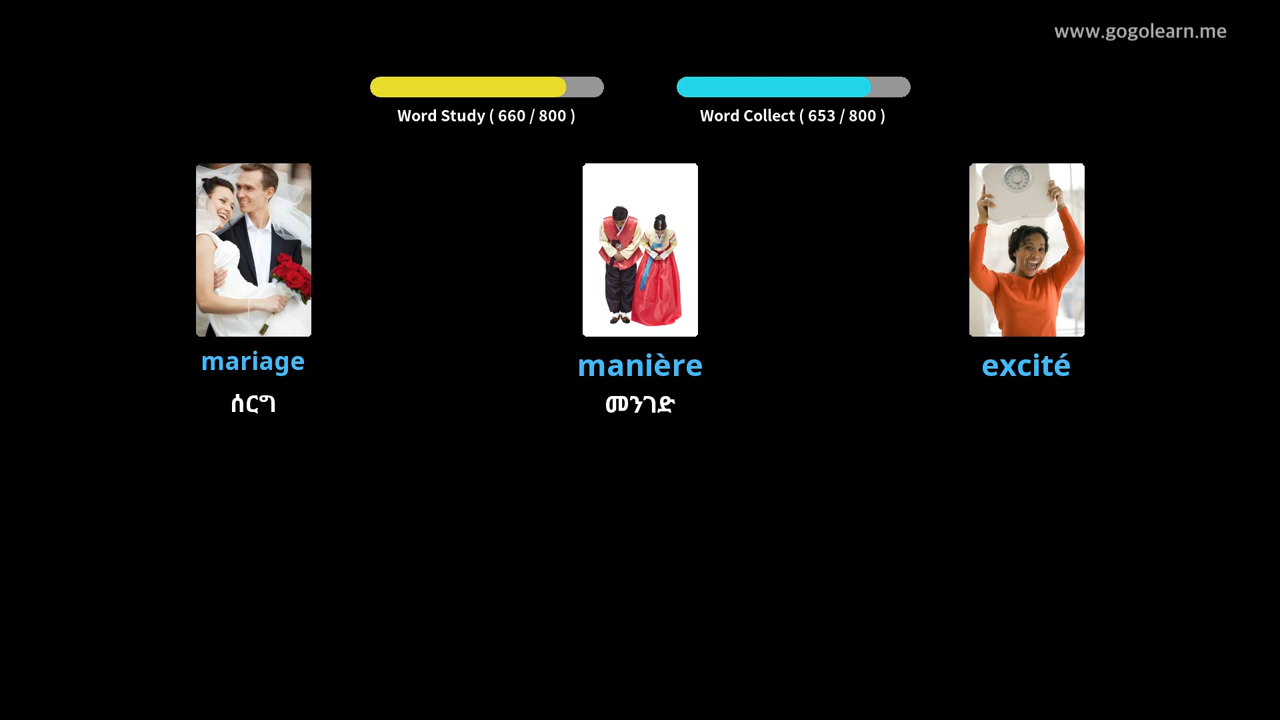 www.gogolearn.me
Word Study ( 660 / 800 )
Word Collect ( 653 / 800 )
mariage
ሰርግ
manière
መንገድ
excité